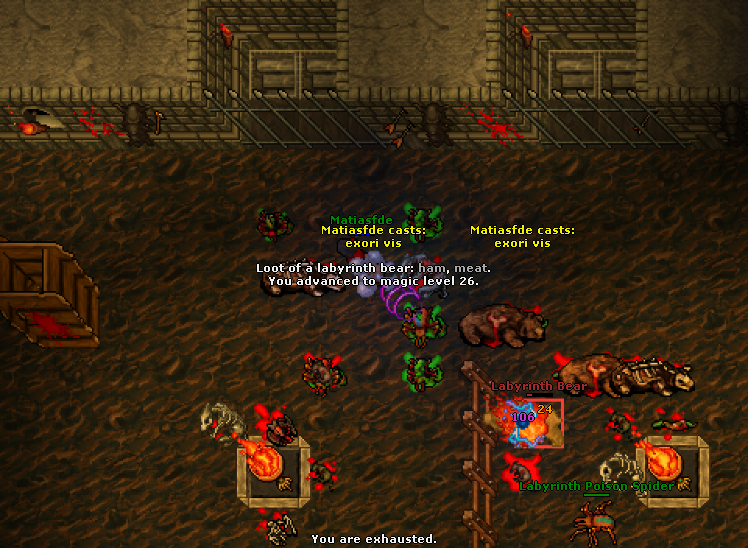 Matiasfde
Matiasfde casts:
exori vis
Matiasfde casts:
exori vis
Loot of a labyrinth bear: ham, meat.
You advanced to magic level 26.
Labyrinth Bear
24
106
Labyrinth Poison Spider
You are exhausted.